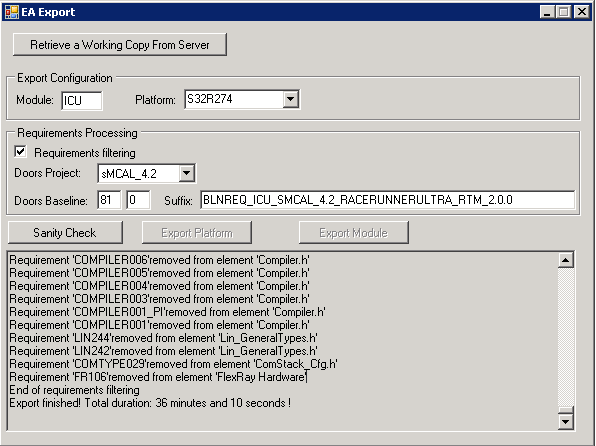 EA Export
Retrieve a Working Copy From Server
Export Configuration
Module: ICU Platform: S32R274
Requirements Processing
Requirements filtering
Doors Project: sMCAL_4.2
Doors Baseline: 81 0 Suffix: BLNREQ_ICU_SMCAL_4.2_RACERUNNERULTRA_RTM_2.0.0
Sanity Check Export Platform Export Module
Requirement 'COMPILER006'removed from element 'Compiler.h'
Requirement 'COMPILER005'removed from element 'Compiler.h'
Requirement 'COMPILER004'removed from element 'Compiler.h'
Requirement 'COMPILER003'removed from element 'Compiler.h'
Requirement 'COMPILER001_PI'removed from element 'Compiler.h'
Requirement 'COMPILER001'removed from element 'Compiler.h'
Requirement 'LIN244'removed from element 'Lin_GeneralTypes.h'
Requirement 'LIN242'removed from element 'Lin_GeneralTypes.h'
Requirement 'COMTYPE029'removed from element 'ComStack_Cfg.h'
Requirement 'FR106'removed from element 'FlexRay Hardware'
End of requirements filtering
Export finished! Total duration: 36 minutes and 10 seconds !